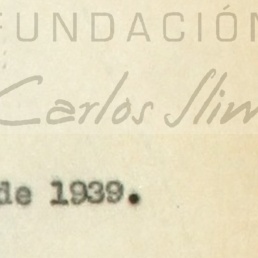 FUNDACIÓN
Carlos Slim
de 1939.